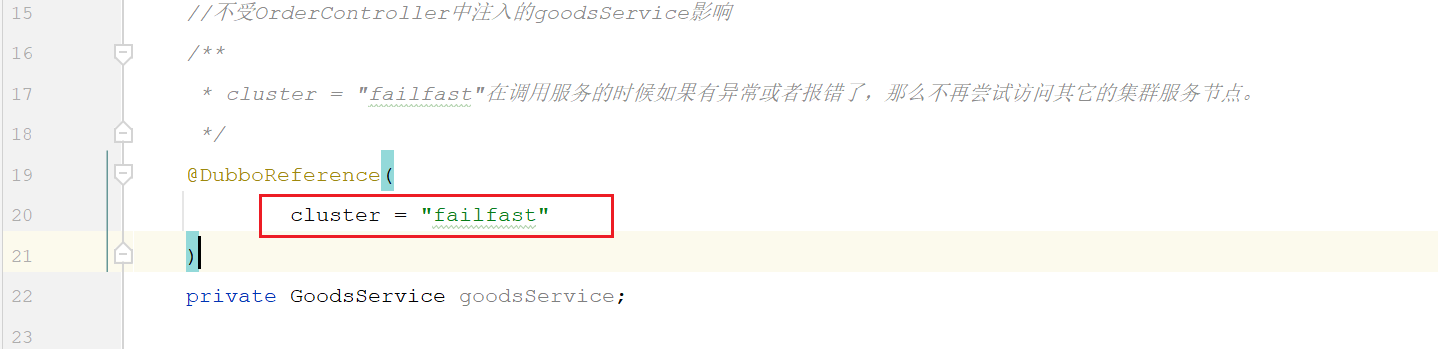 15 //不受OrderController中注入的goodsService影响
16 /**
17 * cluster = "failfast"在调用服务的时候如果有异常或者报错了，那么不再尝试访问其它的集群服务节点。
18 */
19 @DubboReference(
20 cluster = "failfast"
21 )
22 private GoodsService goodsService;
23